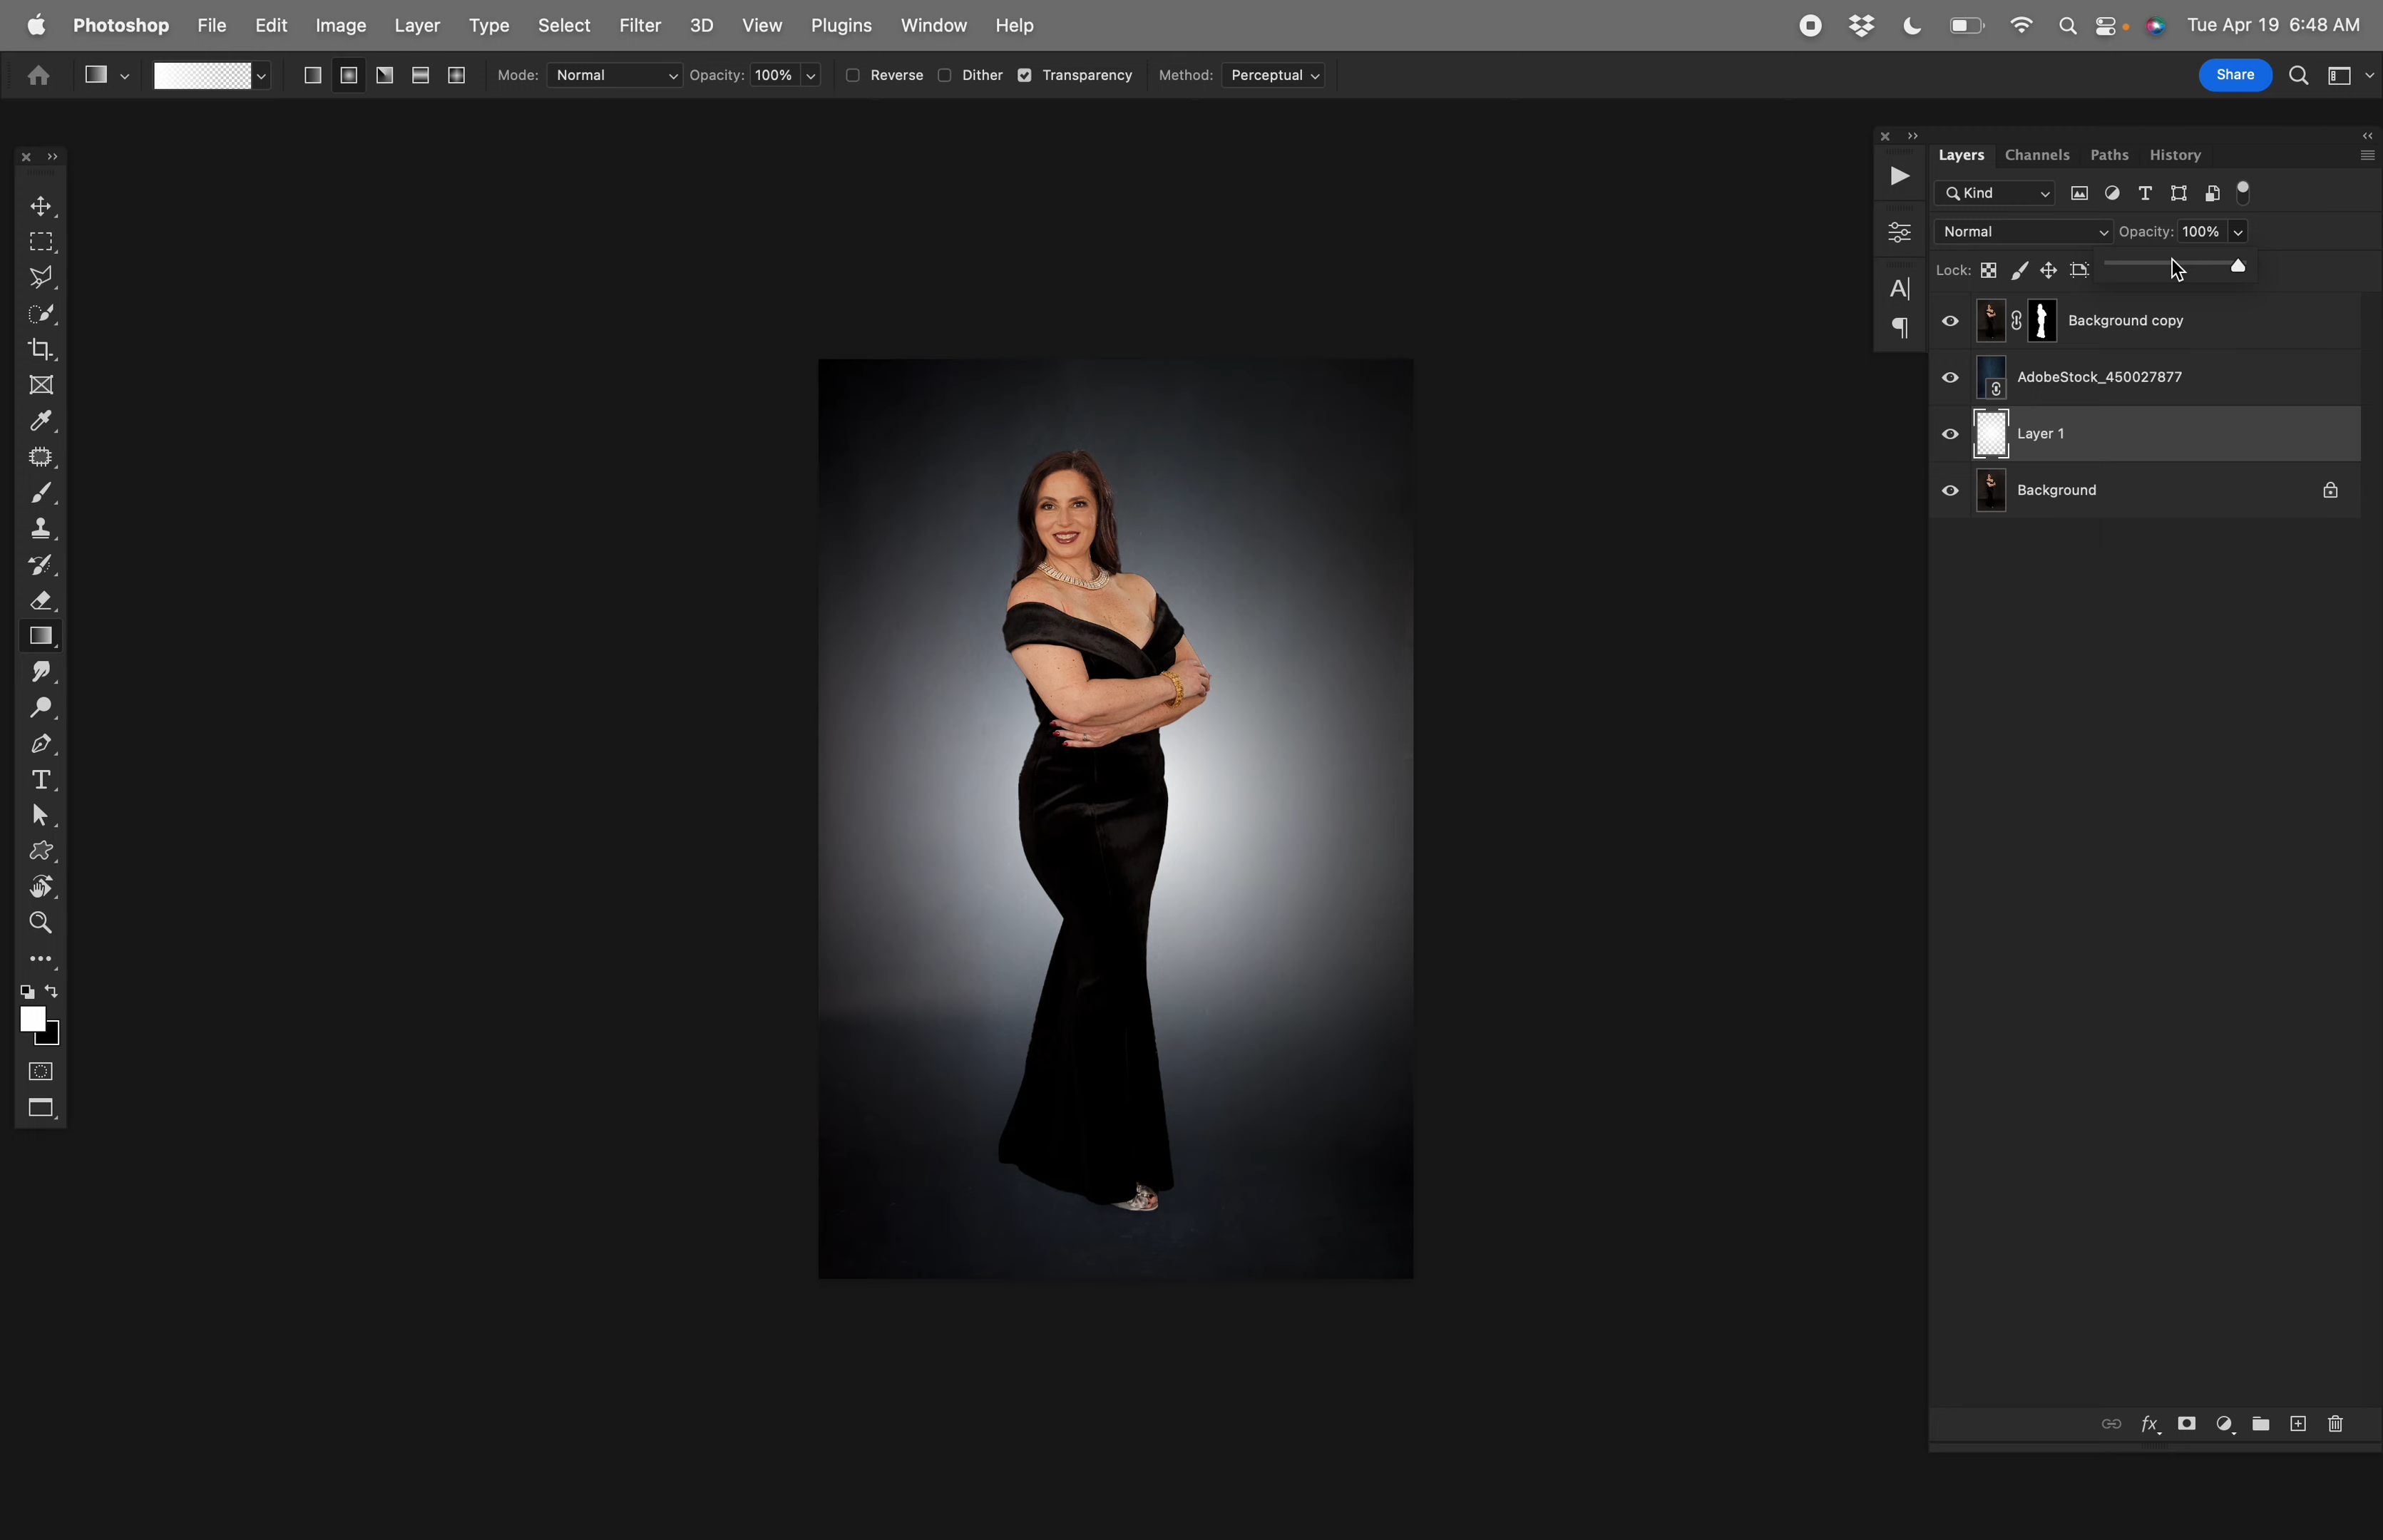 Photoshop File Edit Image Layer Type Select Filter 3D View Plugins Window Help Tue Apr 19 6:48 AM
Mode: Normal Opacity: 100% Reverse Dither Transparency Method: Perceptual Share
Layers Channels Paths History
Kind
Normal Opacity: 100%
Lock:
Background copy
AdobeStock_450027877
Layer 1
Background